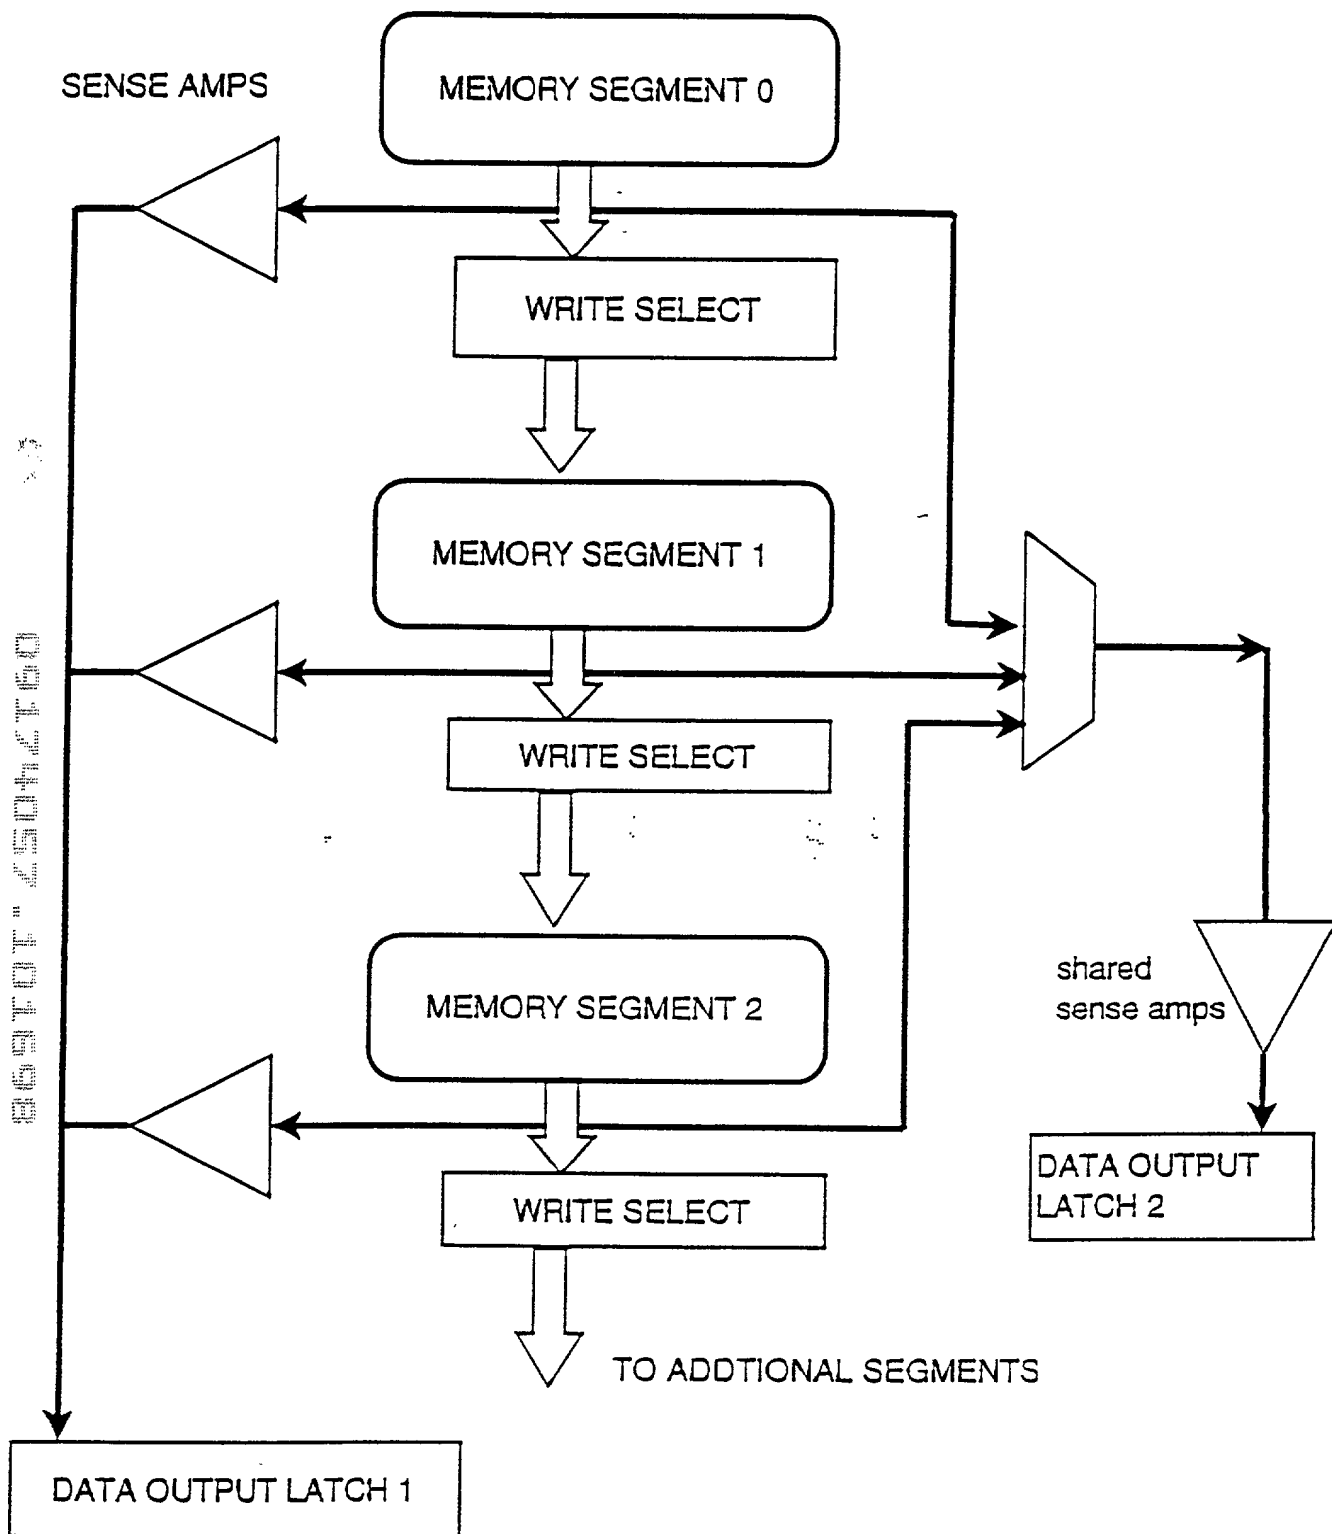 SENSE AMPS
MEMORY SEGMENT 0
WRITE SELECT
MEMORY SEGMENT 1
WRITE SELECT
MEMORY SEGMENT 2
shared
sense amps
WRITE SELECT
DATA OUTPUT
LATCH 2
TO ADDTIONAL SEGMENTS
DATA OUTPUT LATCH 1